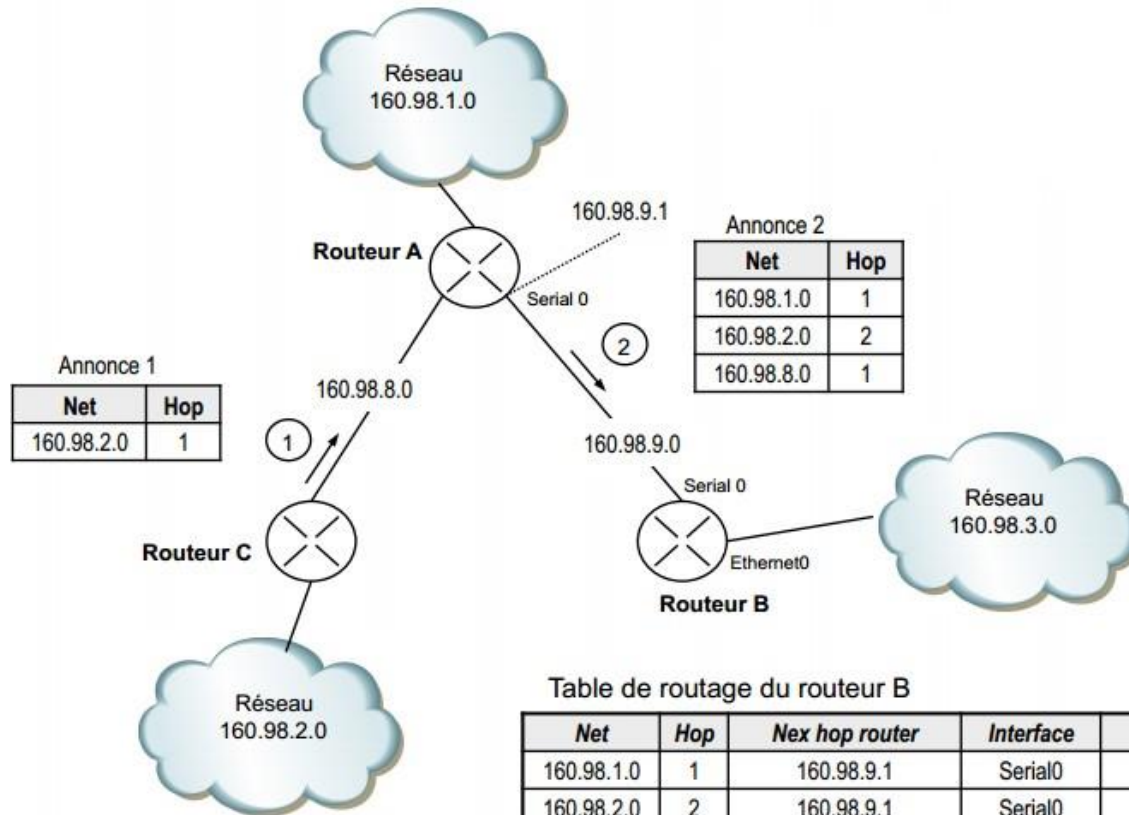 Réseau
160.98.1.0
160.98.9.1
Routeur A
Serial 0
Annonce 2
Net Hop
160.98.1.0 1
160.98.2.0 2
160.98.8.0 1
2
Annonce 1
Net Hop
160.98.2.0 1
160.98.8.0
1
160.98.9.0
Serial 0
Réseau
160.98.3.0
Routeur C
Ethernet0
Routeur B
Réseau
160.98.2.0
Table de routage du routeur B
Net Hop Nex hop router Interface
160.98.1.0 1 160.98.9.1 Serial0
160.98.2.0 2 160.98.9.1 Serial0